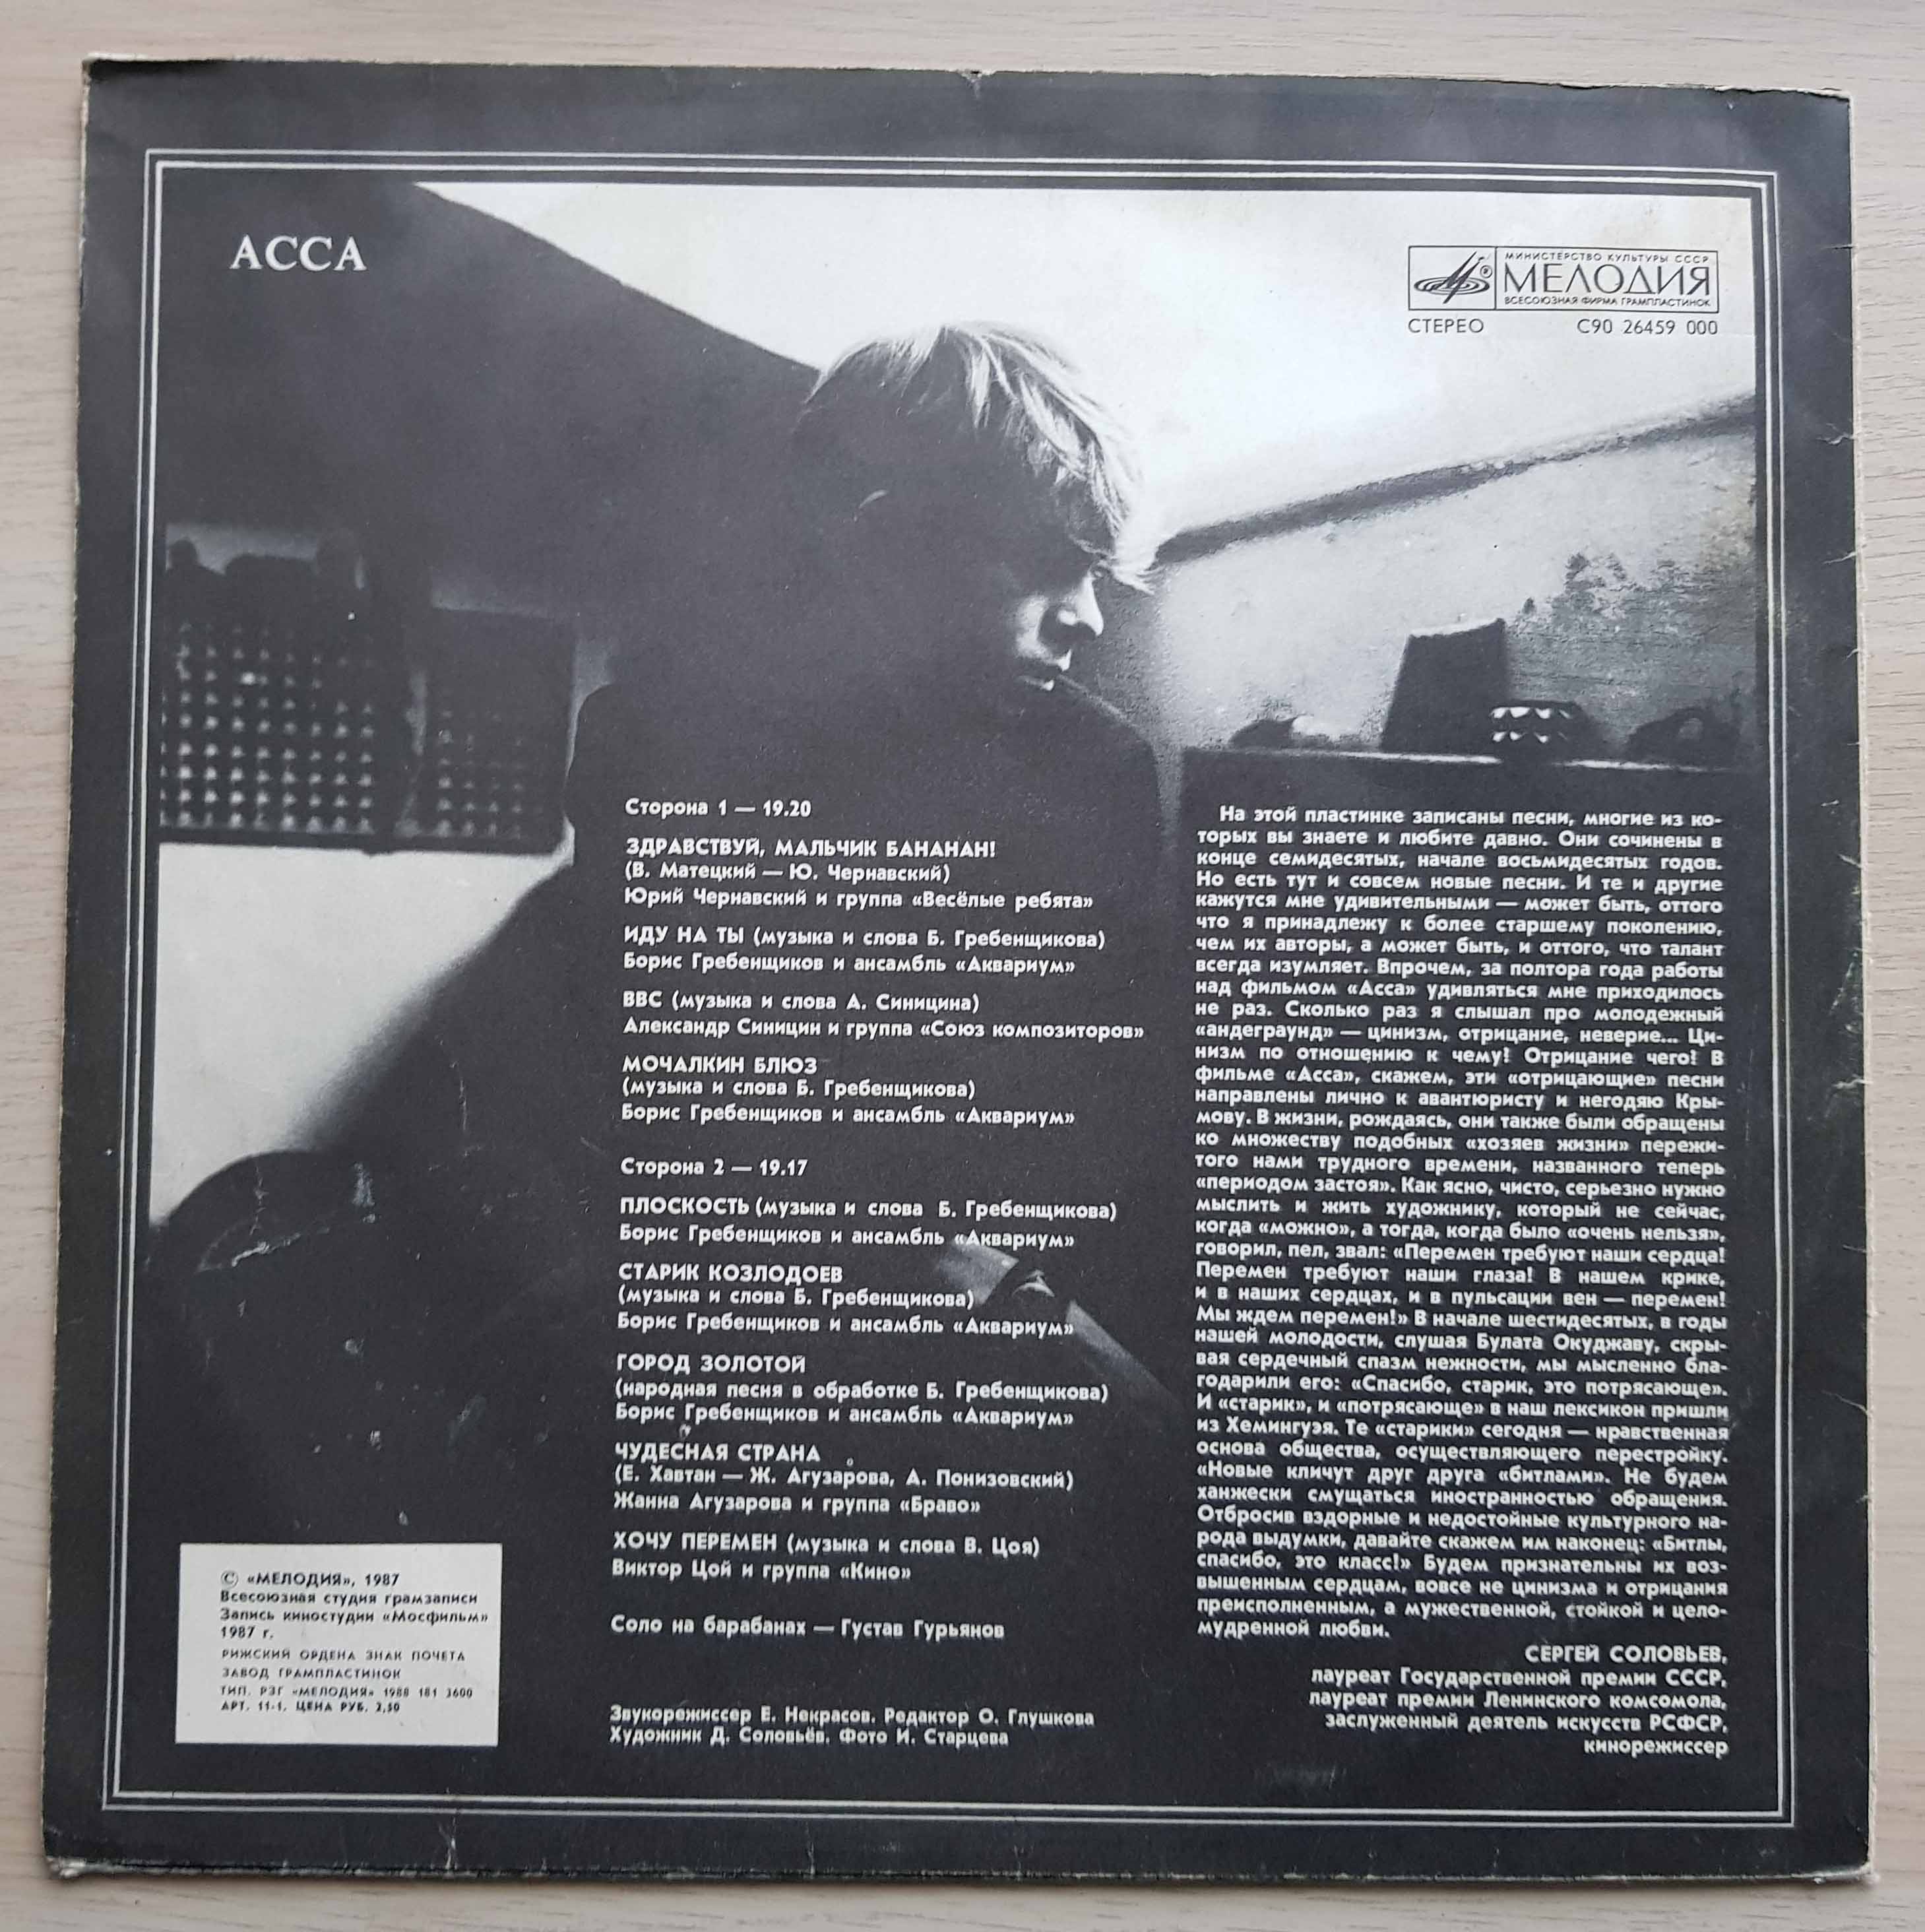 АССА
МИНИСТЕРСТВО КУЛЬТУРЫ СССР
МЕЛОДИЯ
ВСЕСОЮЗНАЯ ФИРМА ГРАМПЛАСТИНОК
СТЕРЕО С90 26459 000
Сторона 1 — 19.20
ЗДРАВСТВУЙ, МАЛЬЧИК БАНАНАН!
(В. Матецкий — Ю. Чернавский)
Юрий Чернавский и группа «Весёлые ребята»
ИДУ НА ТЫ (музыка и слова Б. Гребенщикова)
Борис Гребенщиков и ансамбль «Аквариум»
ВВС (музыка и слова А. Синицина)
Александр Синицин и группа «Союз композиторов»
МОЧАЛКИН БЛЮЗ
(музыка и слова Б. Гребенщикова)
Борис Гребенщиков и ансамбль «Аквариум»
Сторона 2 — 19.17
ПЛОСКОСТЬ (музыка и слова Б. Гребенщикова)
Борис Гребенщиков и ансамбль «Аквариум»
СТАРИК КОЗЛОДОЕВ
(музыка и слова Б. Гребенщикова)
Борис Гребенщиков и ансамбль «Аквариум»
ГОРОД ЗОЛОТОЙ
(народная песня в обработке Б. Гребенщикова)
Борис Гребенщиков и ансамбль «Аквариум»
ЧУДЕСНАЯ СТРАНА
(Е. Хавтан — Ж. Агузарова, А. Понизовский)
Жанна Агузарова и группа «Браво»
ХОЧУ ПЕРЕМЕН (музыка и слова В. Цоя)
Виктор Цой и группа «Кино»
Соло на барабанах — Густав Гурьянов
Звукорежиссер Е. Некрасов. Редактор О. Глушкова
Художник Д. Соловьёв. Фото И. Старцева
На этой пластинке записаны песни, многие из ко-
торых вы знаете и любите давно. Они сочинены в
конце семидесятых, начале восьмидесятых годов.
Но есть тут и совсем новые песни. И те и другие
кажутся мне удивительными — может быть, оттого
что я принадлежу к более старшему поколению,
чем их авторы, а может быть, и оттого, что талант
всегда изумляет. Впрочем, за полтора года работы
над фильмом «Асса» удивляться мне приходилось
не раз. Сколько раз я слышал про молодежный
«андеграунд» — цинизм, отрицание, неверие... Ци-
низм по отношению к чему? Отрицание чего? В
фильме «Асса», скажем, эти «отрицающие» песни
направлены лично к авантюристу и негодяю Кры-
мову. В жизни, рождаясь, они также были обращены
ко множеству подобных «хозяев жизни» пережи-
того нами трудного времени, названного теперь
«периодом застоя». Как ясно, чисто, серьезно нужно
мыслить и жить художнику, который не сейчас,
когда «можно», а тогда, когда было «очень нельзя»,
говорил, пел, звал: «Перемен требуют наши сердца!
Перемен требуют наши глаза! В нашем крике,
и в наших сердцах, и в пульсации вен — перемен!
Мы ждем перемен!» В начале шестидесятых, в годы
нашей молодости, слушая Булата Окуджаву, скры-
вая сердечный спазм нежности, мы мысленно бла-
годарили его: «Спасибо, старик, это потрясающе».
И «старик», и «потрясающе» в наш лексикон пришли
из Хемингуэя. Те «старики» сегодня — нравственная
основа общества, осуществляющего перестройку.
«Новые кличут друг друга «битлами». Не будем
ханжески смущаться иностранностью обращения.
Отбросив вздорные и недостойные культурного на-
рода выдумки, давайте скажем им наконец: «Битлы,
спасибо, это класс!» Будем признательны их воз-
вышенным сердцам, вовсе не цинизма и отрицания
преисполненным, а мужественной, стойкой и цело-
мудренной любви.
СЕРГЕЙ СОЛОВЬЕВ,
лауреат Государственной премии СССР,
лауреат премии Ленинского комсомола,
заслуженный деятель искусств РСФСР,
кинорежиссер
© «МЕЛОДИЯ», 1987
Всесоюзная студия грамзаписи
Запись киностудии «Мосфильм»
1987 г.
РИЖСКИЙ ОРДЕНА ЗНАК ПОЧЕТА
ЗАВОД ГРАМПЛАСТИНОК
ТИП. РЗГ «МЕЛОДИЯ» 1988 181 3600
АРТ. 11-1. ЦЕНА РУБ. 2,50